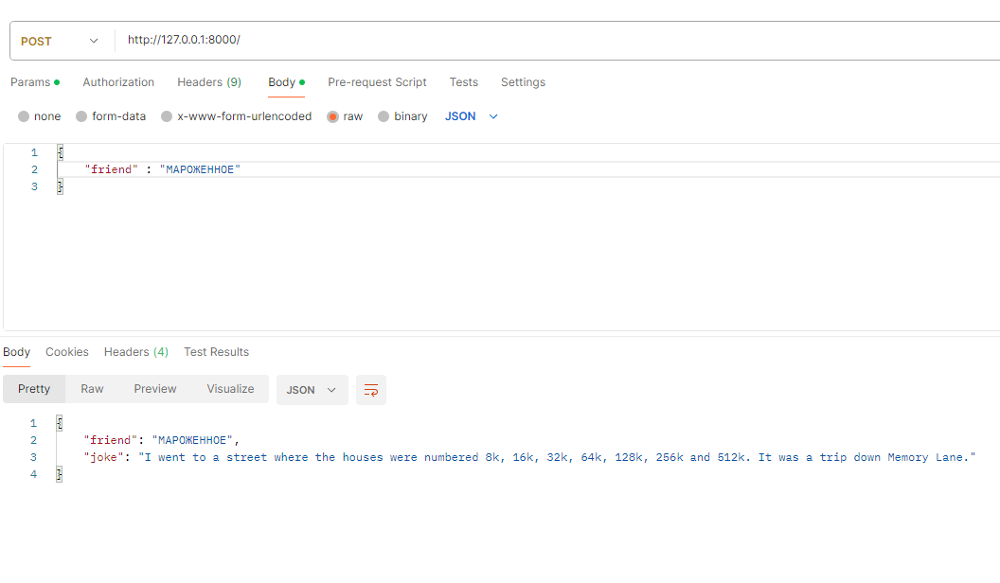 POST http://127.0.0.1:8000/
Params Authorization Headers (9) Body Pre-request Script Tests Settings
none form-data x-www-form-urlencoded raw binary JSON
1 {
2 "friend" : "МАРОЖЕННОЕ"
3 }
Body Cookies Headers (4) Test Results
Pretty Raw Preview Visualize JSON
1 {
2 "friend": "МАРОЖЕННОЕ",
3 "joke": "I went to a street where the houses were numbered 8k, 16k, 32k, 64k, 128k, 256k and 512k. It was a trip down Memory Lane."
4 }